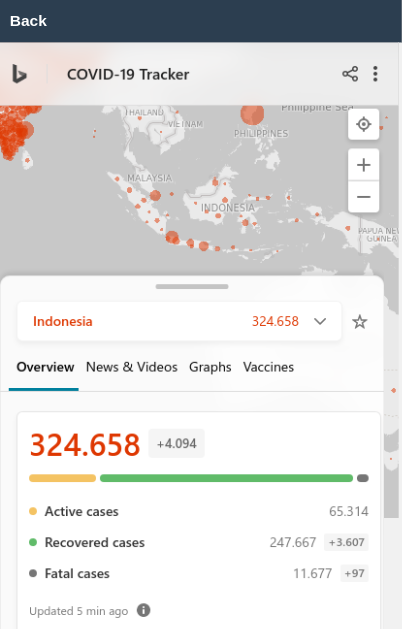 Back
COVID-19 Tracker
Philippine Sea
THAILAND
VIETNAM
PHILIPPINES
MALAYSIA
INDONESIA
PAPUA NEW
GUINEA
Indonesia 324.658
Overview News & Videos Graphs Vaccines
324.658 +4.094
Active cases 65.314
Recovered cases 247.667 +3.607
Fatal cases 11.677 +97
Updated 5 min ago